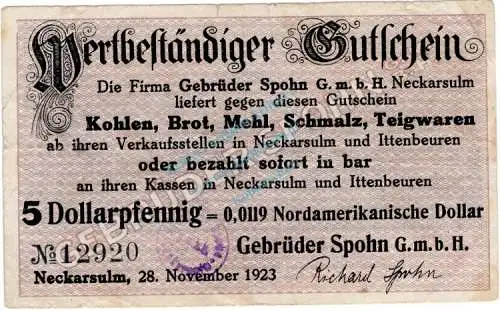 Wertbeständiger Gutschein
Die Firma Gebrüder Spohn G. m. b. H. Neckarsulm
liefert gegen diesen Gutschein
Kohlen, Brot, Mehl, Schmalz, Teigwaren
ab ihren Verkaufsstellen in Neckarsulm und Ittenbeuren
oder bezahlt sofort in bar
an ihren Kassen in Neckarsulm und Ittenbeuren
5 Dollarpfennig = 0,0119 Nordamerikanische Dollar
№ 12920 Gebrüder Spohn G. m. b. H.
Neckarsulm, 28. November 1923 Richard Spohn